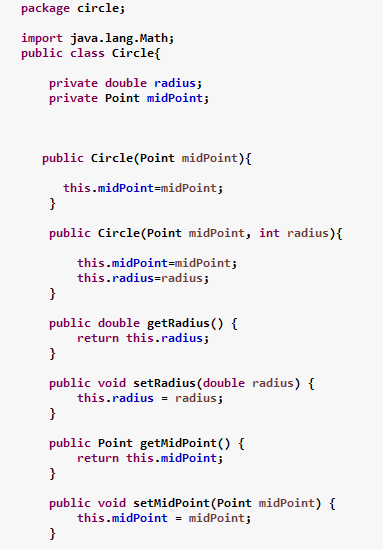 package circle;
import java.lang.Math;
public class Circle{
private double radius;
private Point midPoint;
public Circle(Point midPoint){
this.midPoint=midPoint;
}
public Circle(Point midPoint, int radius){
this.midPoint=midPoint;
this.radius=radius;
}
public double getRadius() {
return this.radius;
}
public void setRadius(double radius) {
this.radius = radius;
}
public Point getMidPoint() {
return this.midPoint;
}
public void setMidPoint(Point midPoint) {
this.midPoint = midPoint;
}